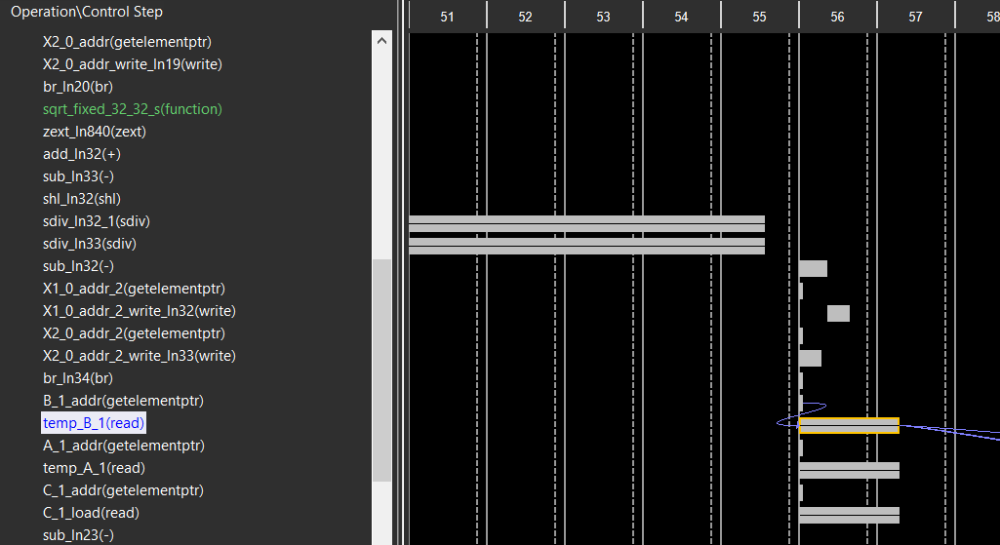 Operation\Control Step
51 52 53 54 55 56 57 58
X2_0_addr(getelementptr)
X2_0_addr_write_ln19(write)
br_ln20(br)
sqrt_fixed_32_32_s(function)
zext_ln840(zext)
add_ln32(+)
sub_ln33(-)
shl_ln32(shl)
sdiv_ln32_1(sdiv)
sdiv_ln33(sdiv)
sub_ln32(-)
X1_0_addr_2(getelementptr)
X1_0_addr_2_write_ln32(write)
X2_0_addr_2(getelementptr)
X2_0_addr_2_write_ln33(write)
br_ln34(br)
B_1_addr(getelementptr)
temp_B_1(read)
A_1_addr(getelementptr)
temp_A_1(read)
C_1_addr(getelementptr)
C_1_load(read)
sub_ln23(-)